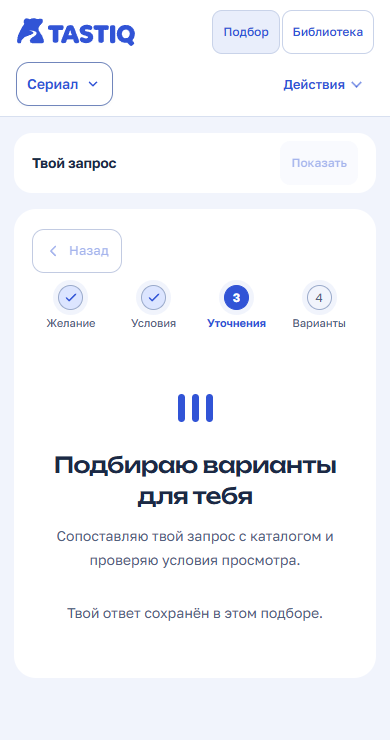 TASTIQ
Подбор
Библиотека
Сериал
Действия
Твой запрос
Показать
Назад
3
4
Желание
Условия
Уточнения
Варианты
Подбираю варианты
для тебя
Сопоставляю твой запрос с каталогом и
проверяю условия просмотра.
Твой ответ сохранён в этом подборе.